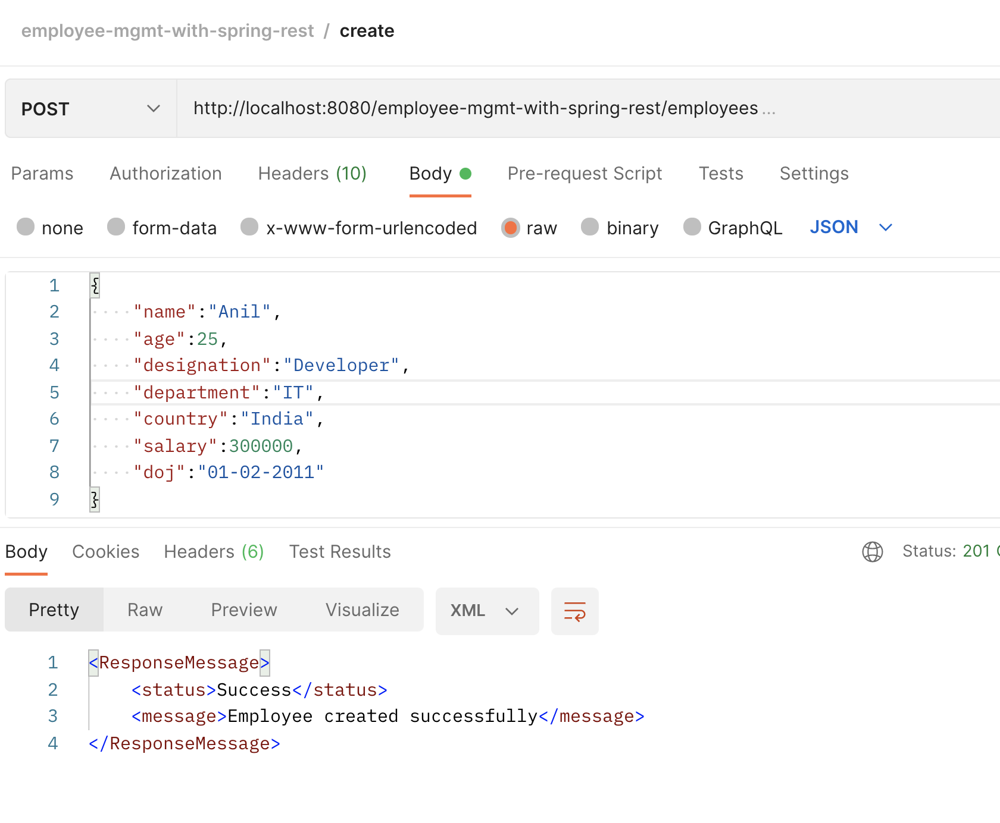 employee-mgmt-with-spring-rest / create
POST http://localhost:8080/employee-mgmt-with-spring-rest/employees ...
Params Authorization Headers (10) Body Pre-request Script Tests Settings
none form-data x-www-form-urlencoded raw binary GraphQL JSON
1 {
2 "name":"Anil",
3 "age":25,
4 "designation":"Developer",
5 "department":"IT",
6 "country":"India",
7 "salary":300000,
8 "doj":"01-02-2011"
9 }
Body Cookies Headers (6) Test Results Status: 201
Pretty Raw Preview Visualize XML
1 <ResponseMessage>
2 <status>Success</status>
3 <message>Employee created successfully</message>
4 </ResponseMessage>